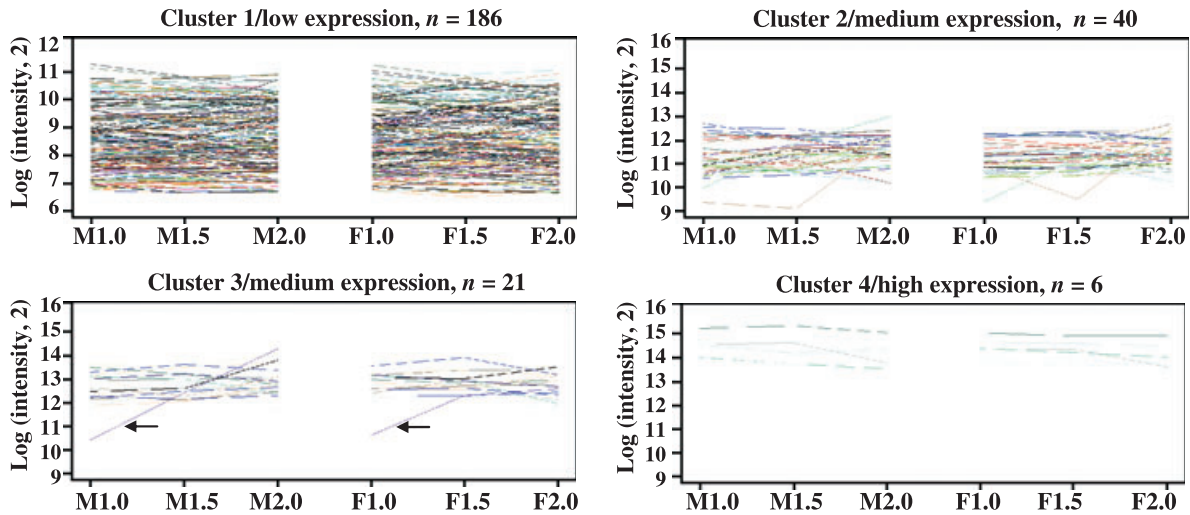 Cluster 1/low expression, n = 186
Log (intensity, 2)
12
11
10
9
8
7
6
M1.0 M1.5 M2.0 F1.0 F1.5 F2.0
Cluster 2/medium expression, n = 40
Log (intensity, 2)
16
15
14
13
12
11
10
9
M1.0 M1.5 M2.0 F1.0 F1.5 F2.0
Cluster 3/medium expression, n = 21
Log (intensity, 2)
16
15
14
13
12
11
10
9
M1.0 M1.5 M2.0 F1.0 F1.5 F2.0
Cluster 4/high expression, n = 6
Log (intensity, 2)
16
15
14
13
12
11
10
9
M1.0 M1.5 M2.0 F1.0 F1.5 F2.0